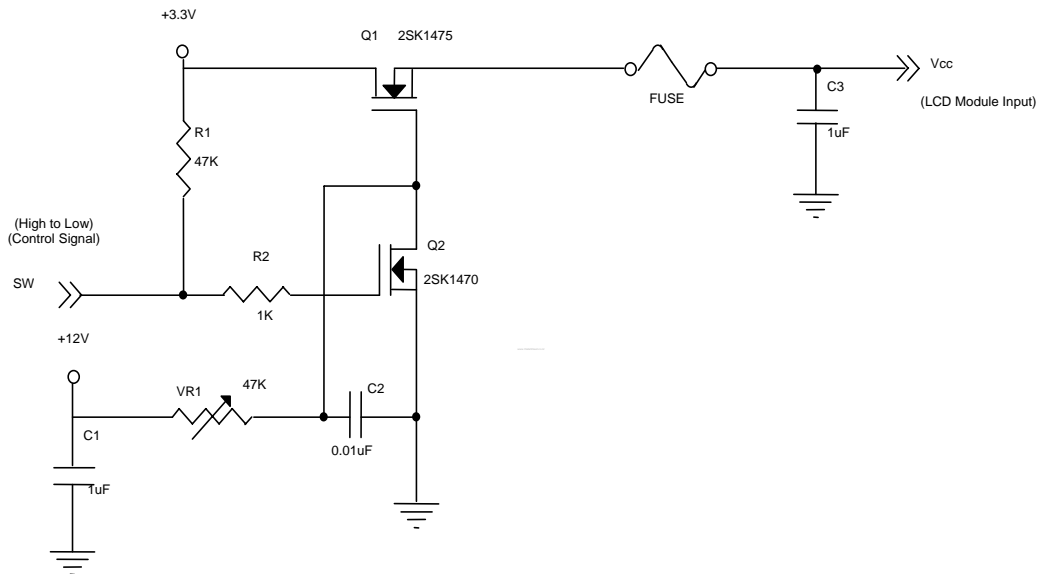 +3.3V
Q1 2SK1475
Vcc
FUSE
C3
(LCD Module Input)
R1
1uF
47K
(High to Low)
(Control Signal)
Q2
R2
SW
2SK1470
1K
+12V
VR1
47K
C2
C1
0.01uF
1uF